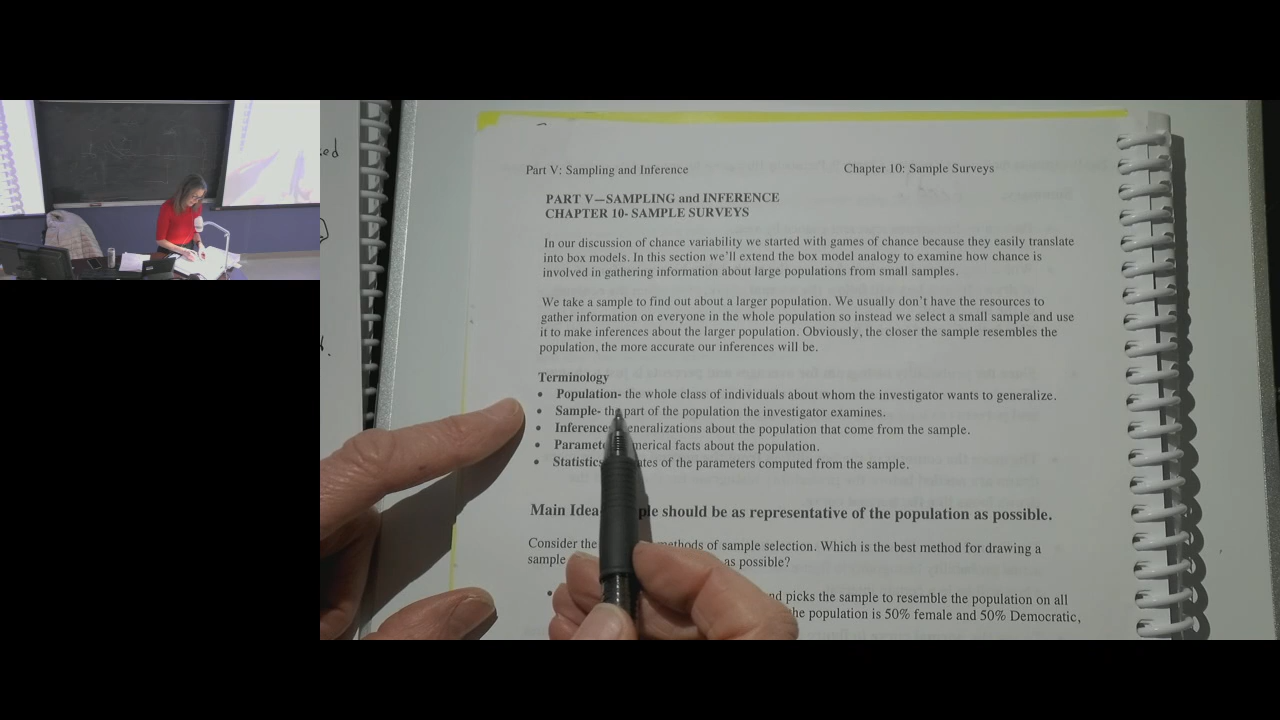 Part V: Sampling and Inference Chapter 10: Sample Surveys
PART V—SAMPLING and INFERENCE
CHAPTER 10- SAMPLE SURVEYS
In our discussion of chance variability we started with games of chance because they easily translate
into box models. In this section we'll extend the box model analogy to examine how chance is
involved in gathering information about large populations from small samples.
We take a sample to find out about a larger population. We usually don't have the resources to
gather information on everyone in the whole population so instead we select a small sample and use
it to make inferences about the larger population. Obviously, the closer the sample resembles the
population, the more accurate our inferences will be.
Terminology
• Population- the whole class of individuals about whom the investigator wants to generalize.
• Sample- the part of the population the investigator examines.
• Inference about the population that come from the sample.
• facts about the population.
• Statistics of the parameters computed from the sample.
Main Idea should be as representative of the population as possible.
Consider the methods of sample selection. Which is the best method for drawing a
sample as possible?
• and picks the sample to resemble the population on all
the population is 50% female and 50% Democratic,